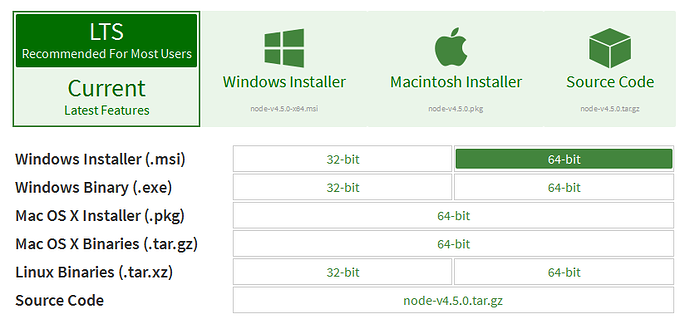 LTS
Recommended For Most Users
Current
Latest Features
Windows Installer Macintosh Installer Source Code
node-v4.5.0-x64.msi node-v4.5.0.pkg node-v4.5.0.tar.gz
Windows Installer (.msi) 32-bit 64-bit
Windows Binary (.exe) 32-bit 64-bit
Mac OS X Installer (.pkg) 64-bit
Mac OS X Binaries (.tar.gz) 64-bit
Linux Binaries (.tar.xz) 32-bit 64-bit
Source Code node-v4.5.0.tar.gz